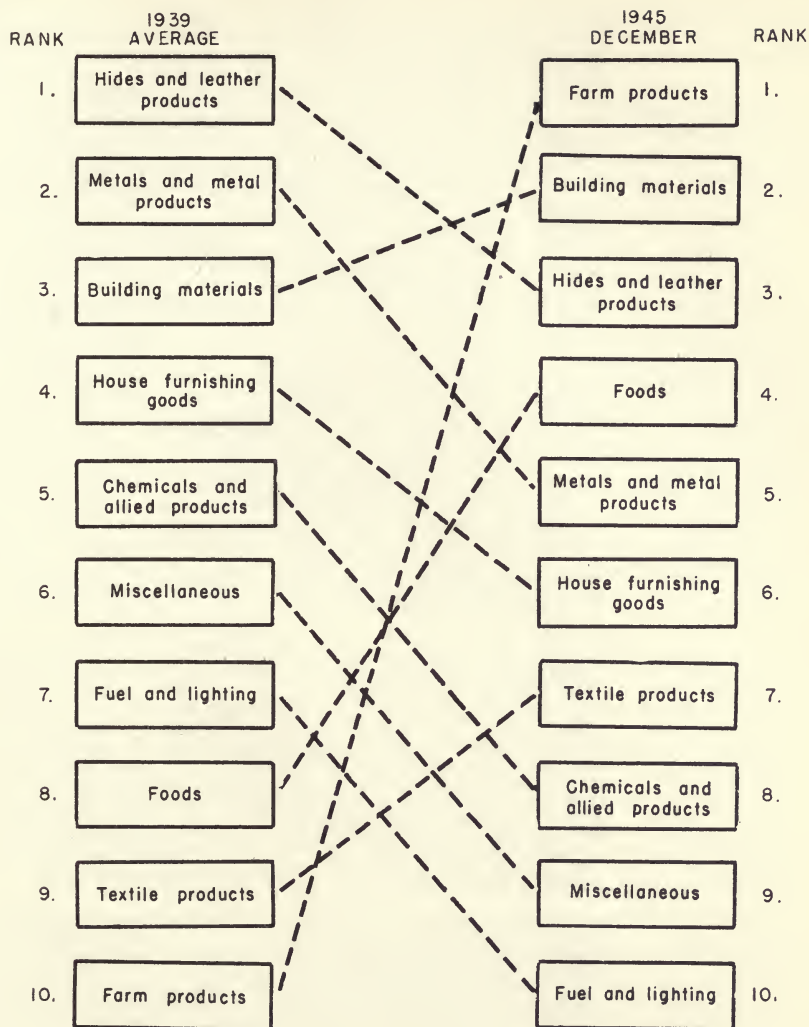 1939
AVERAGE
1945
DECEMBER
RANK
RANK
1.
Hides and leather
products
Farm products
1.
2.
Metals and metal
products
Building materials
2.
3.
Building materials
Hides and leather
products
3.
4.
House furnishing
goods
Foods
4.
5.
Chemicals and
allied products
Metals and metal
products
5.
6.
Miscellaneous
House furnishing
goods
6.
7.
Fuel and lighting
Textile products
7.
8.
Foods
Chemicals and
allied products
8.
9.
Textile products
Miscellaneous
9.
10.
Farm products
Fuel and lighting
10.